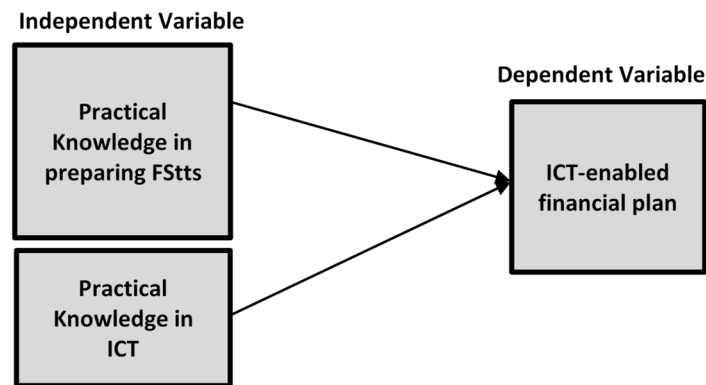 Independent Variable
Practical
Knowledge in
preparing FStts
Dependent Variable
ICT-enabled
financial plan
Practical
Knowledge in
ICT